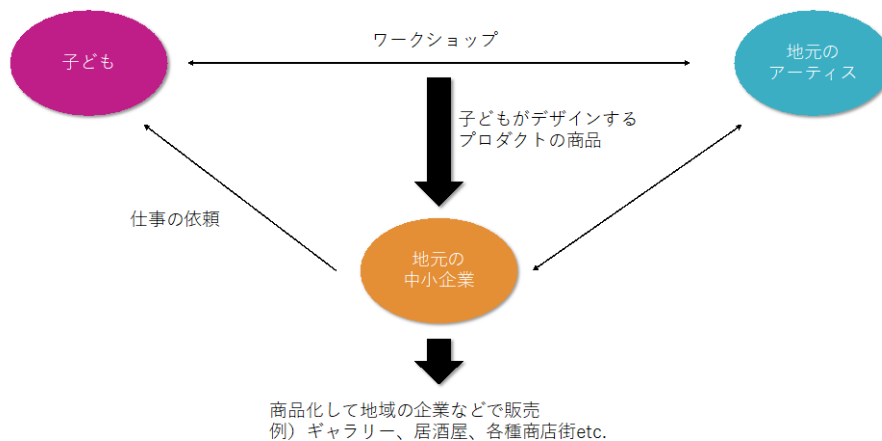 ワークショップ
子ども
地元の
アーティス
子どもがデザインする
プロダクトの商品
仕事の依頼
地元の
中小企業
商品化して地域の企業などで販売
例）ギャラリー、居酒屋、各種商店街etc.